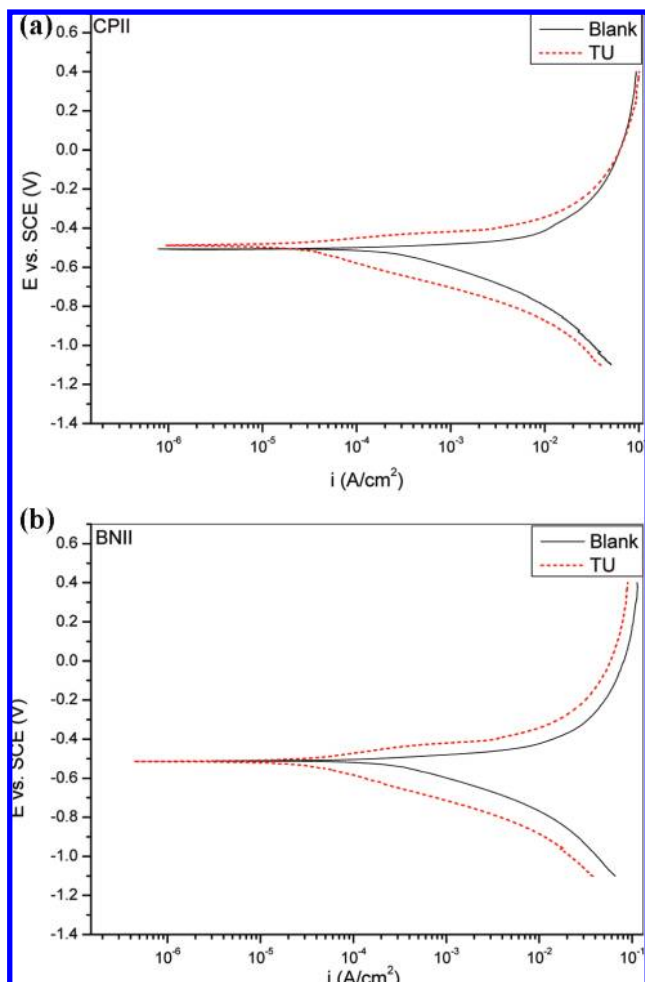 (a)
CPII
Blank
TU
0.6
0.4
0.2
0.0
-0.2
-0.4
-0.6
-0.8
-1.0
-1.2
-1.4
E vs. SCE (V)
10⁻⁶ 10⁻⁵ 10⁻⁴ 10⁻³ 10⁻² 10⁻¹
i (A/cm²)
(b)
BNII
Blank
TU
0.6
0.4
0.2
0.0
-0.2
-0.4
-0.6
-0.8
-1.0
-1.2
-1.4
E vs. SCE (V)
10⁻⁶ 10⁻⁵ 10⁻⁴ 10⁻³ 10⁻² 10⁻¹
i (A/cm²)